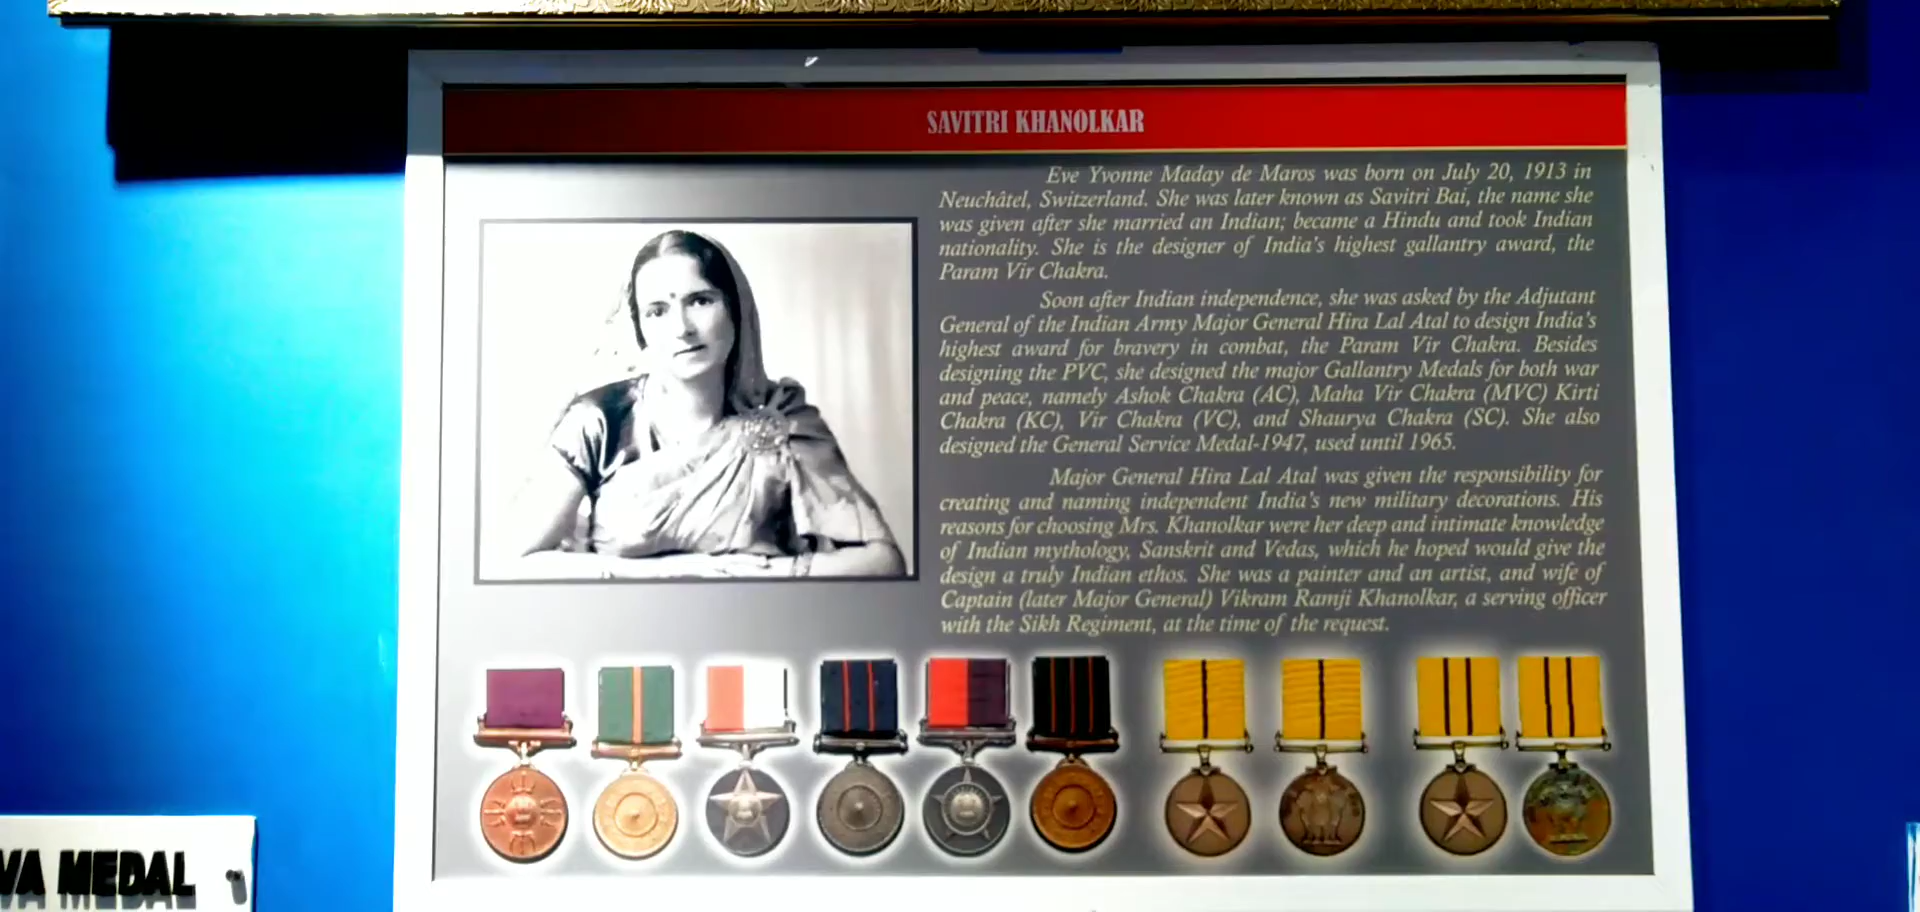 SAVITRI KHANOLKAR
Eve Yvonne Maday de Maros was born on July 20, 1913 in
Neuchâtel, Switzerland. She was later known as Savitri Bai, the name she
was given after she married an Indian; became a Hindu and took Indian
nationality. She is the designer of India's highest gallantry award, the
Param Vir Chakra.
Soon after Indian independence, she was asked by the Adjutant
General of the Indian Army Major General Hira Lal Atal to design India's
highest award for bravery in combat, the Param Vir Chakra. Besides
designing the PVC, she designed the major Gallantry Medals for both war
and peace, namely Ashok Chakra (AC), Maha Vir Chakra (MVC) Kirti
Chakra (KC), Vir Chakra (VC), and Shaurya Chakra (SC). She also
designed the General Service Medal-1947, used until 1965.
Major General Hira Lal Atal was given the responsibility for
creating and naming independent India's new military decorations. His
reasons for choosing Mrs. Khanolkar were her deep and intimate knowledge
of Indian mythology, Sanskrit and Vedas, which he hoped would give the
design a truly Indian ethos. She was a painter and an artist, and wife of
Captain (later Major General) Vikram Ramji Khanolkar, a serving officer
with the Sikh Regiment, at the time of the request.
VA MEDAL